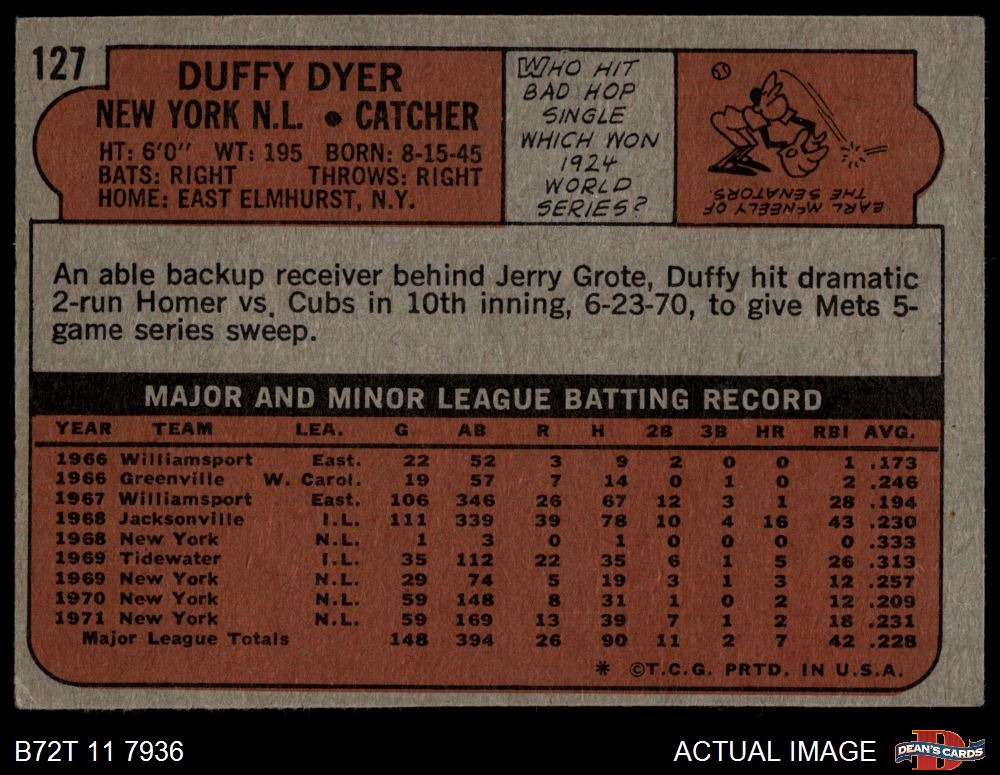 127
DUFFY DYER
NEW YORK N.L. • CATCHER
HT: 6'0" WT: 195 BORN: 8-15-45
BATS: RIGHT THROWS: RIGHT
HOME: EAST ELMHURST, N.Y.
WHO HIT
BAD HOP
SINGLE
WHICH WON
1924
WORLD
SERIES?
EARL McNEELY OF
THE SENATORS.
An able backup receiver behind Jerry Grote, Duffy hit dramatic
2-run Homer vs. Cubs in 10th inning, 6-23-70, to give Mets 5-
game series sweep.
MAJOR AND MINOR LEAGUE BATTING RECORD
YEAR TEAM LEA. G AB R H 2B 3B HR RBI AVG.
1966 Williamsport East. 22 52 3 9 2 0 0 1 .173
1966 Greenville W. Carol. 19 57 7 14 0 1 0 2 .246
1967 Williamsport East. 106 346 26 67 12 3 1 28 .194
1968 Jacksonville I.L. 111 339 39 78 10 4 16 43 .230
1968 New York N.L. 1 3 0 1 0 0 0 0 .333
1969 Tidewater I.L. 35 112 22 35 6 1 5 26 .313
1969 New York N.L. 29 74 5 19 3 1 3 12 .257
1970 New York N.L. 59 148 8 31 1 0 2 12 .209
1971 New York N.L. 59 169 13 39 7 1 2 18 .231
Major League Totals 148 394 26 90 11 2 7 42 .228
* ©T.C.G. PRTD. IN U.S.A.
B72T 11 7936
ACTUAL IMAGE
DEAN'S CARDS